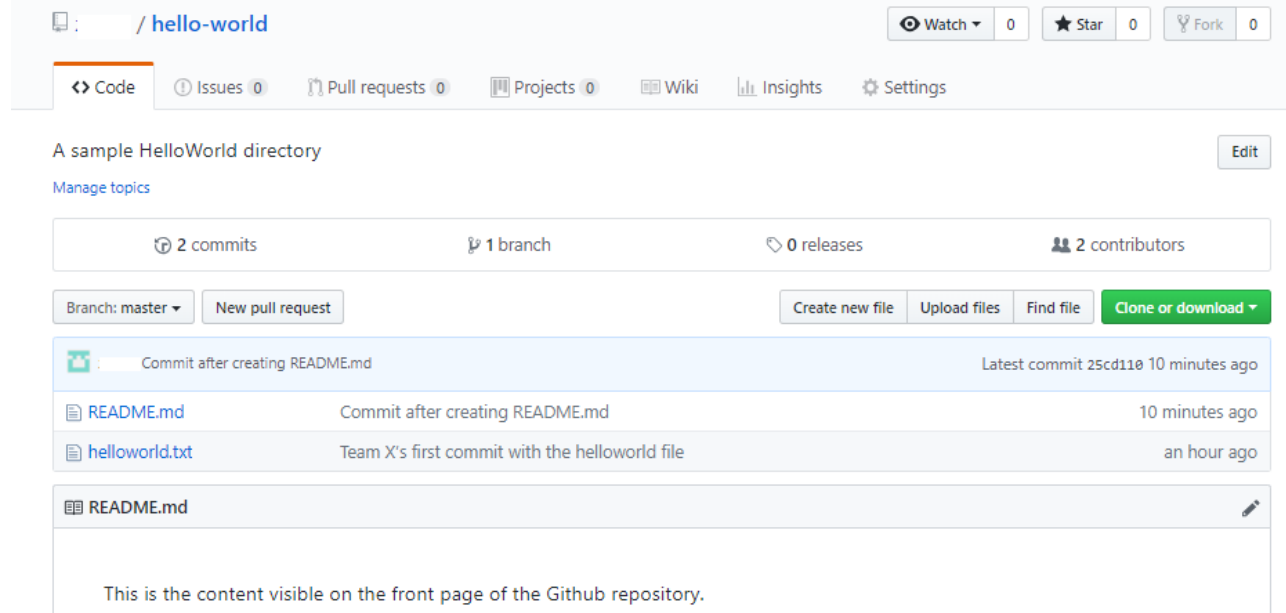 / hello-world Watch 0 Star 0 Fork 0
Code Issues 0 Pull requests 0 Projects 0 Wiki Insights Settings
A sample HelloWorld directory Edit
Manage topics
2 commits 1 branch 0 releases 2 contributors
Branch: master New pull request Create new file Upload files Find file Clone or download
Commit after creating README.md Latest commit 25cd110 10 minutes ago
README.md Commit after creating README.md 10 minutes ago
helloworld.txt Team X's first commit with the helloworld file an hour ago
README.md
This is the content visible on the front page of the Github repository.